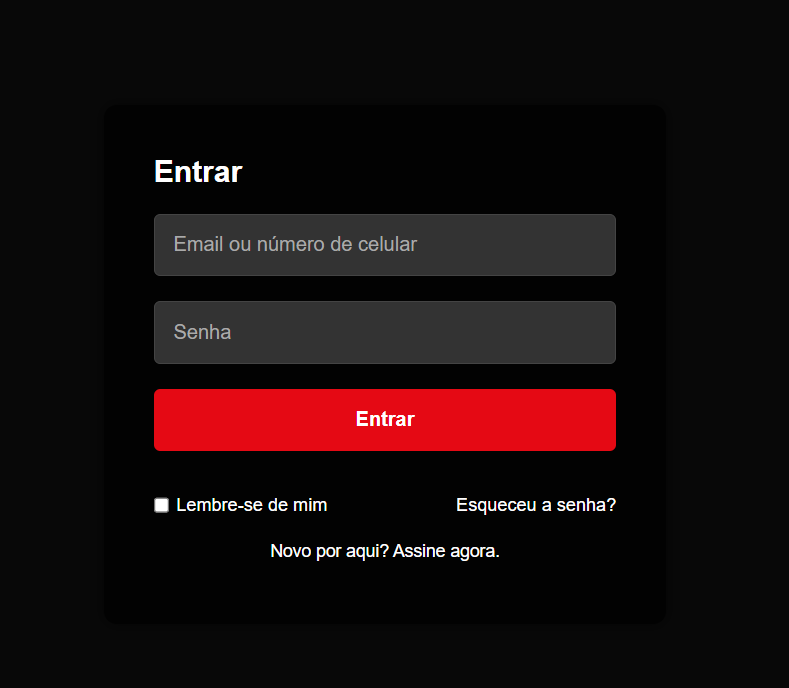 Entrar
Email ou número de celular
Senha
Entrar
Lembre-se de mim Esqueceu a senha?
Novo por aqui? Assine agora.